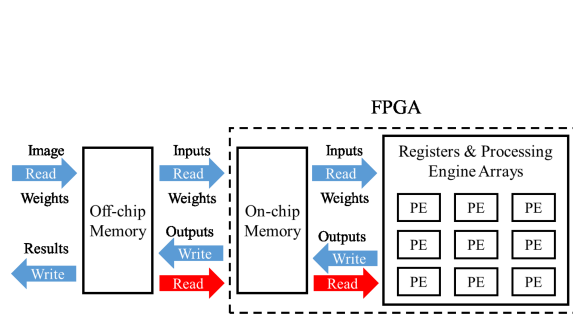 FPGA
Image
Read
Weights
Results
Write
Off-chip
Memory
Inputs
Read
Weights
Outputs
Write
Read
On-chip
Memory
Inputs
Read
Weights
Outputs
Write
Read
Registers & Processing
Engine Arrays
PE PE PE
PE PE PE
PE PE PE